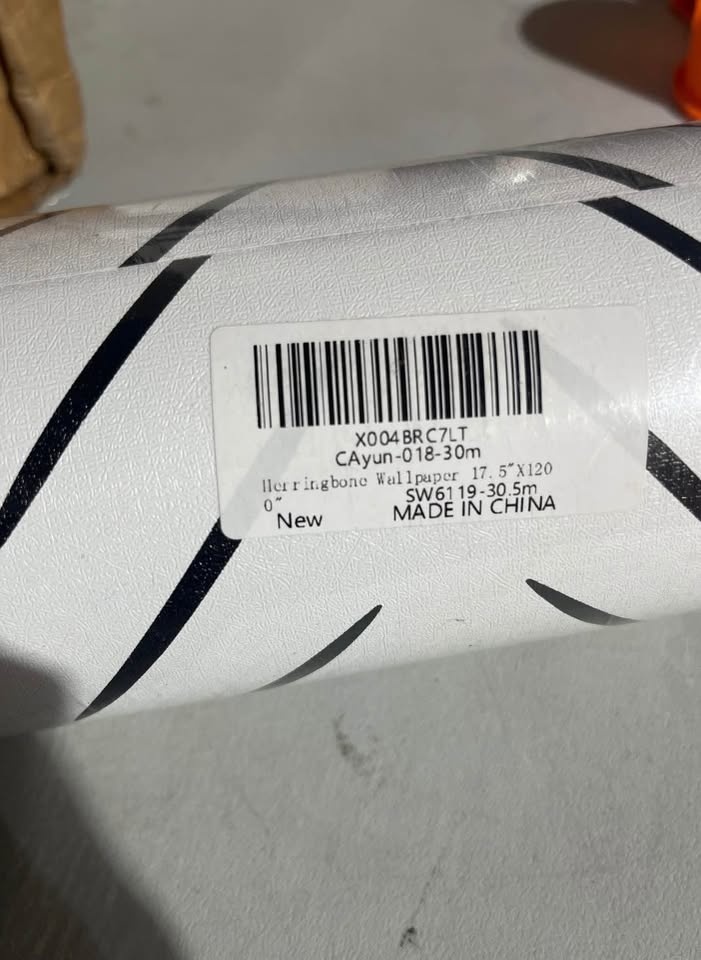 X004BRC7LT
CAyun-018-30m
Herringbone Wallpaper 17.5"X120
0"
SW6119-30.5m
New
MADE IN CHINA